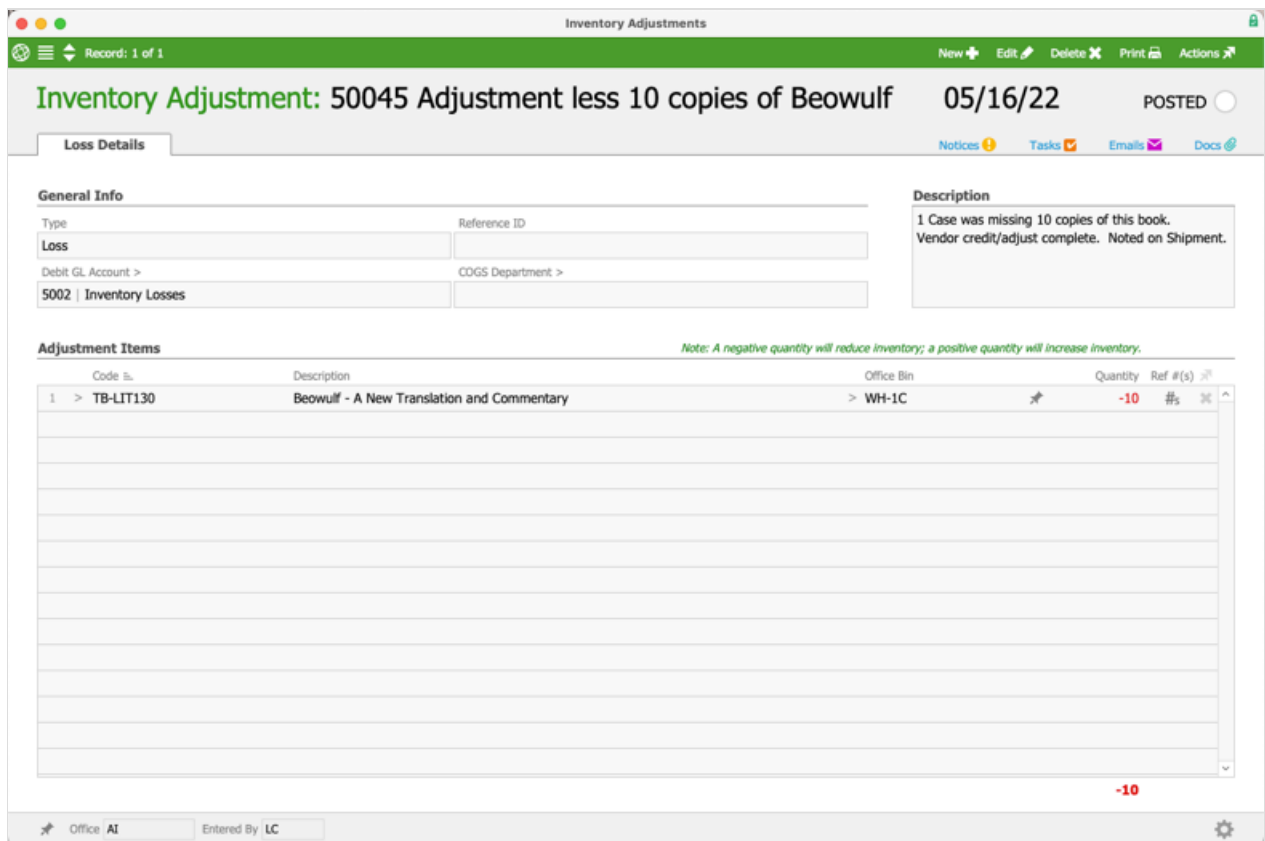 Inventory Adjustments
Record: 1 of 1 New Edit Delete Print Actions
Inventory Adjustment: 50045 Adjustment less 10 copies of Beowulf 05/16/22 POSTED
Loss Details Notices Tasks Emails Docs
General Info Description
Type Reference ID 1 Case was missing 10 copies of this book.
Loss Vendor credit/adjust complete. Noted on Shipment.
Debit GL Account > COGS Department >
5002 | Inventory Losses
Adjustment Items Note: A negative quantity will reduce inventory; a positive quantity will increase inventory.
Code Description Office Bin Quantity Ref #(s)
1 > TB-LIT130 Beowulf - A New Translation and Commentary > WH-1C -10 #s
-10
Office AI Entered By LC